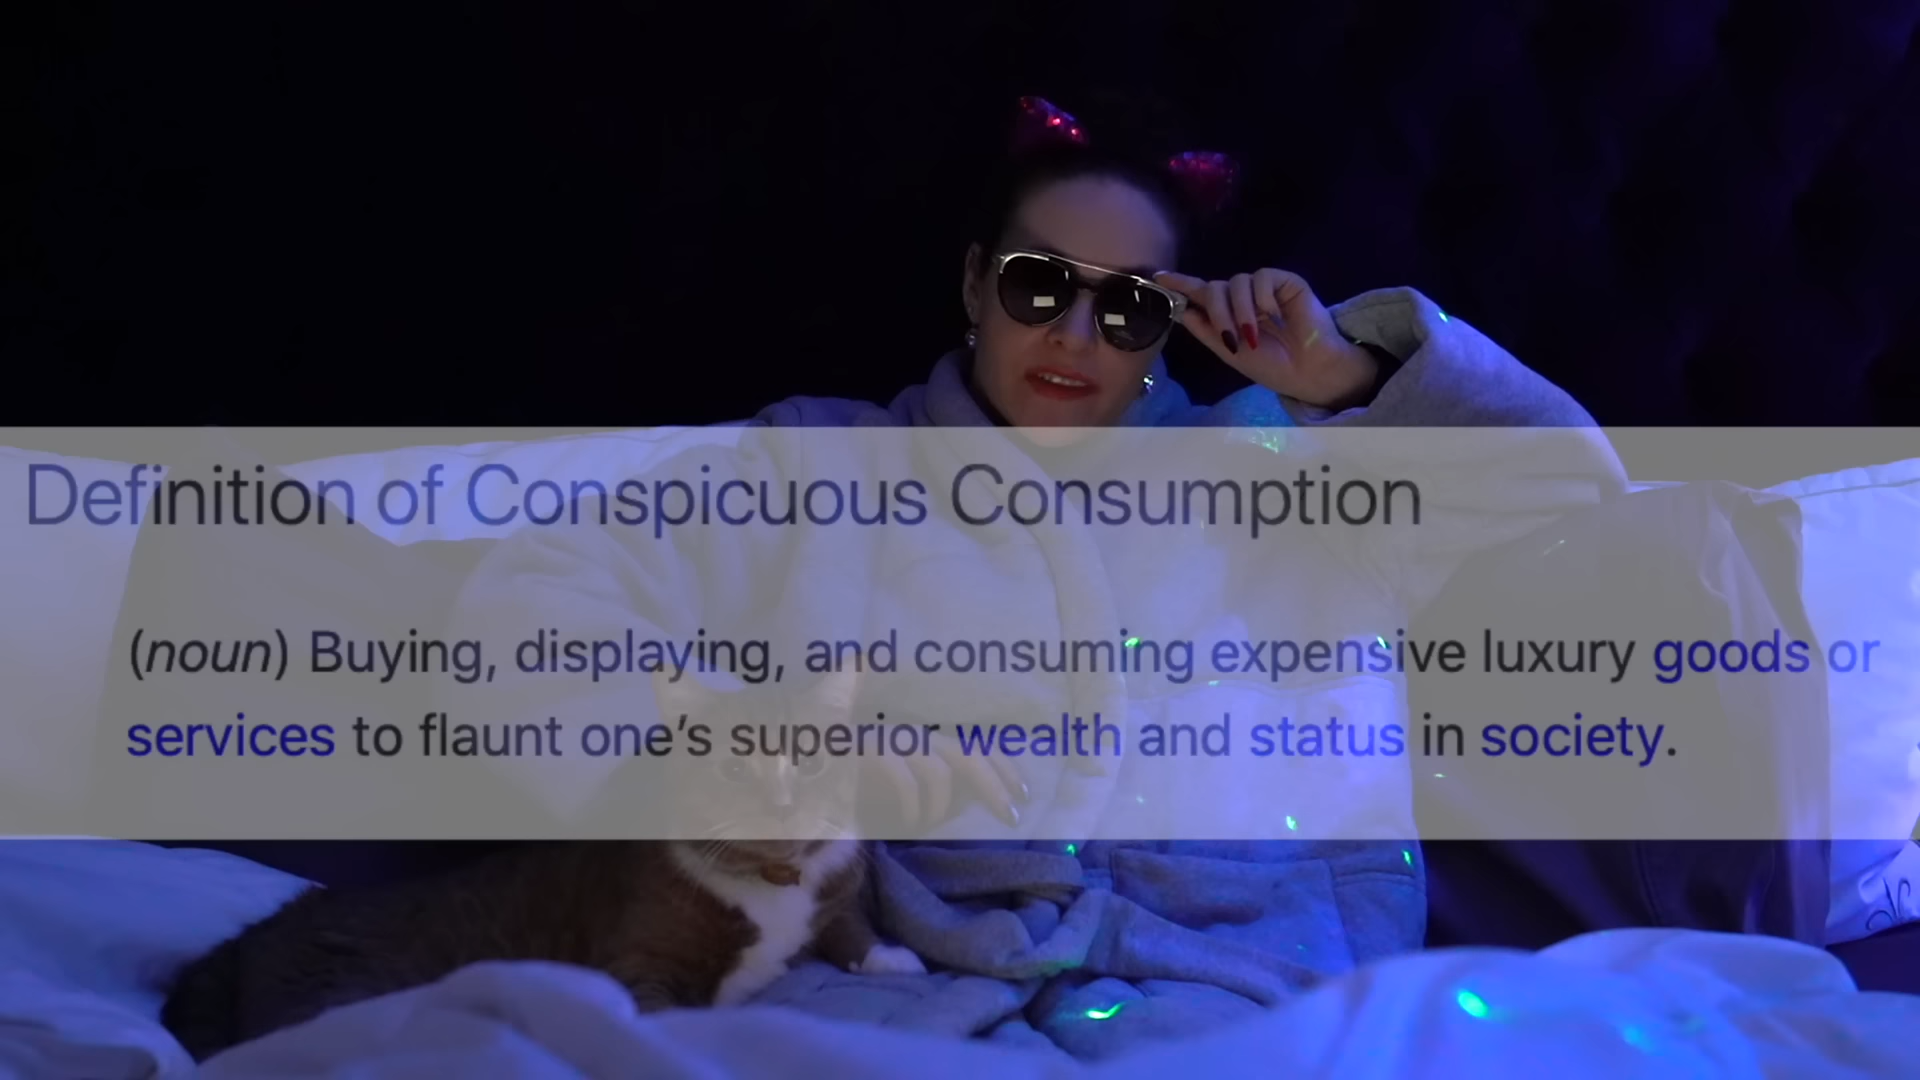 Definition of Conspicuous Consumption
(noun) Buying, displaying, and consuming expensive luxury goods or
services to flaunt one’s superior wealth and status in society.